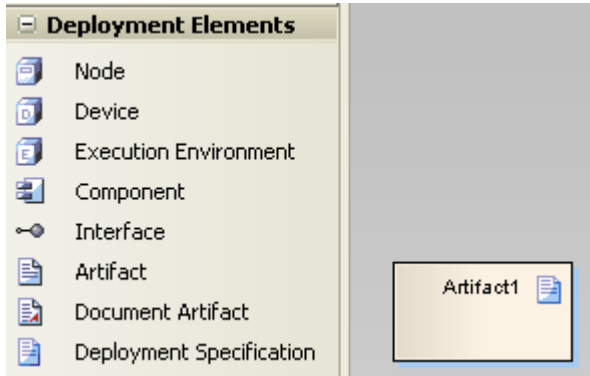 Deployment Elements
Node
Device
Execution Environment
Component
Interface
Artifact
Document Artifact
Deployment Specification
Artifact1